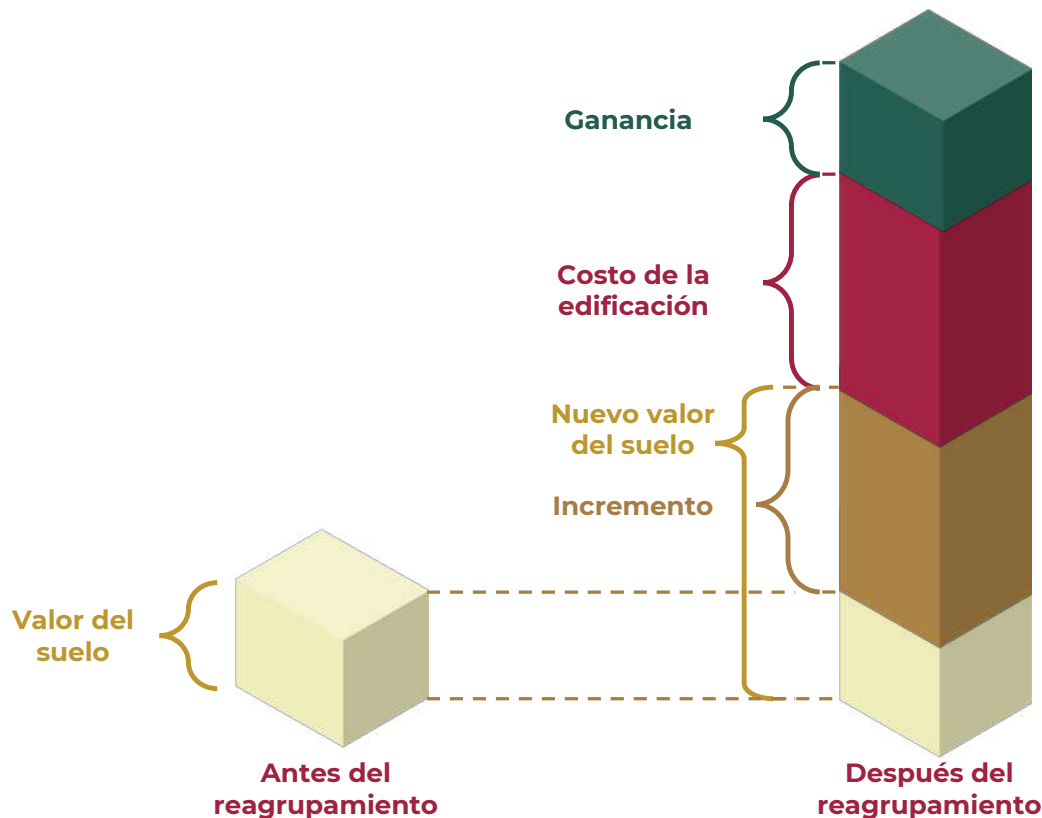 Ganancia
Costo de la
edificación
Nuevo valor
del suelo
Incremento
Valor del
suelo
Antes del
reagrupamiento
Después del
reagrupamiento